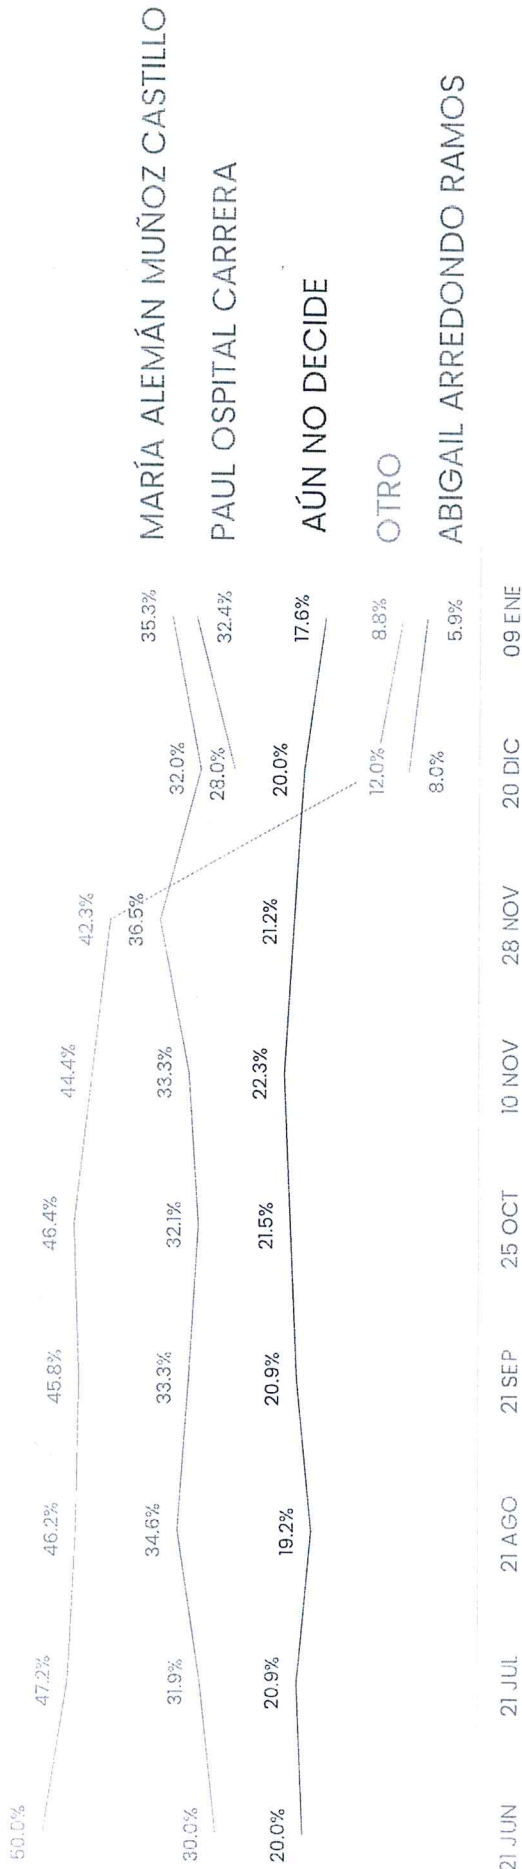 50.0%
47.2%
46.2%
45.8%
46.4%
44.4%
42.3%
30.0%
31.9%
34.6%
33.3%
32.1%
33.3%
36.5%
32.0%
35.3%
MARÍA ALEMÁN MUÑOZ CASTILLO
28.0%
32.4%
PAUL OSPITAL CARRERA
20.0%
20.9%
19.2%
20.9%
21.5%
22.3%
21.2%
20.0%
17.6%
AÚN NO DECIDE
12.0%
8.8%
OTRO
8.0%
5.9%
ABIGAIL ARREDONDO RAMOS
21 JUN
21 JUL
21 AGO
21 SEP
25 OCT
10 NOV
28 NOV
20 DIC
09 ENE